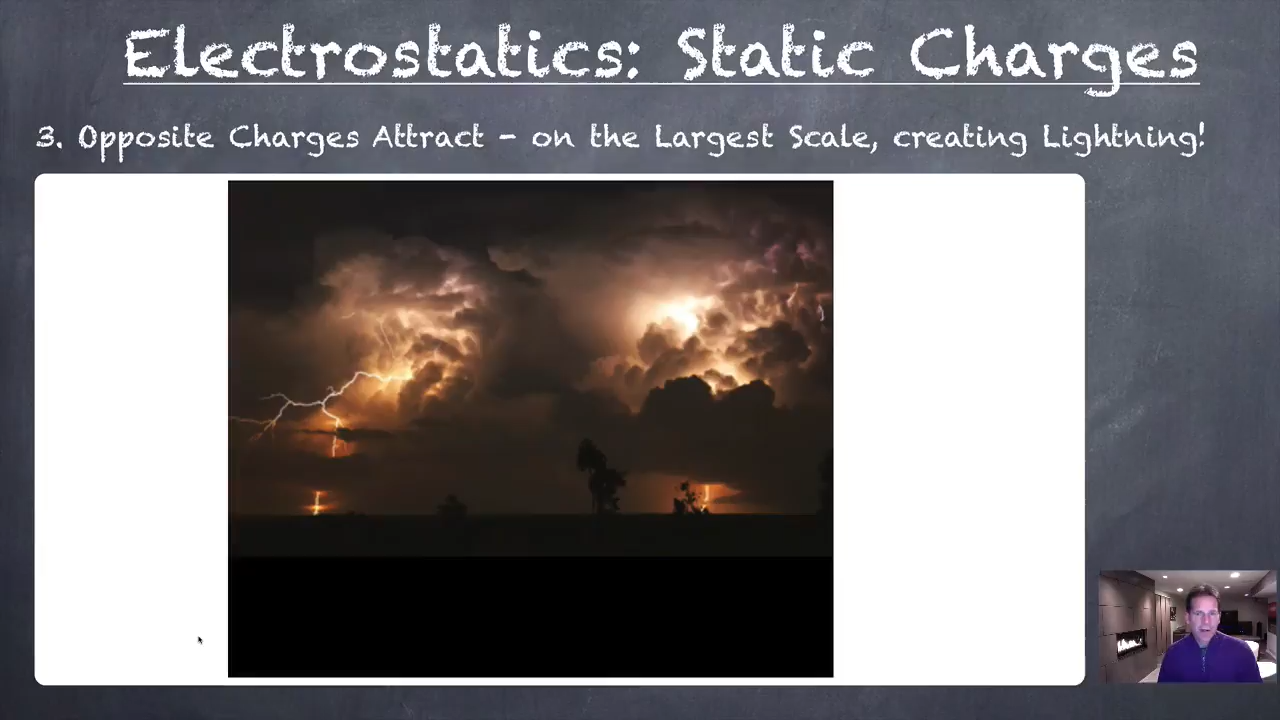 Electrostatics: Static Charges
3. Opposite Charges Attract - on the Largest Scale, creating Lightning!